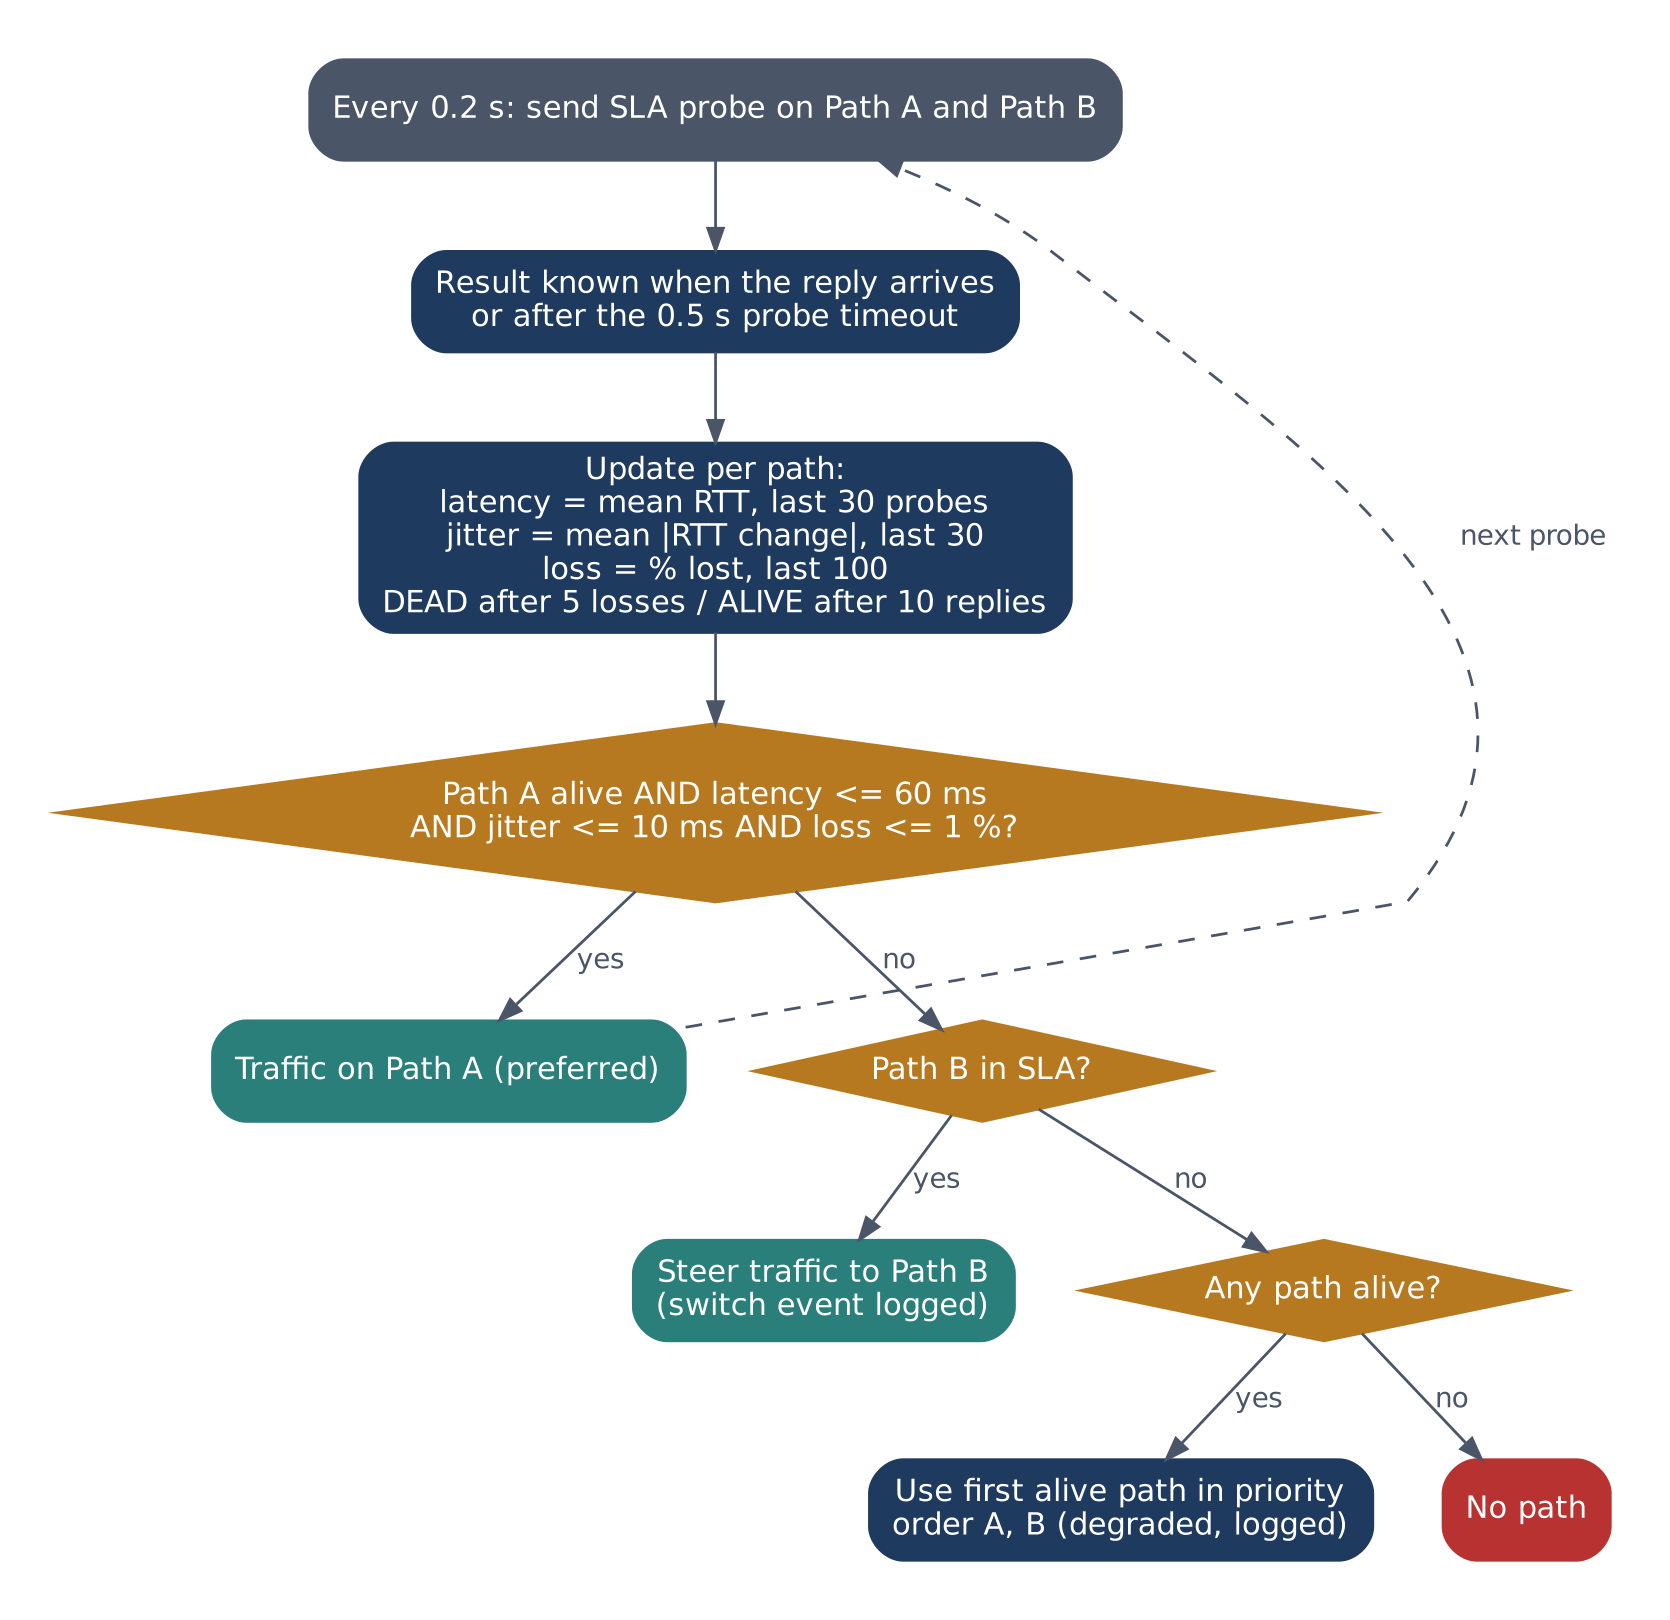 Every 0.2 s: send SLA probe on Path A and Path B
Result known when the reply arrives
or after the 0.5 s probe timeout
Update per path:
latency = mean RTT, last 30 probes
jitter = mean |RTT change|, last 30
loss = % lost, last 100
DEAD after 5 losses / ALIVE after 10 replies
next probe
Path A alive AND latency <= 60 ms
AND jitter <= 10 ms AND loss <= 1 %?
yes
no
Traffic on Path A (preferred)
Path B in SLA?
yes
no
Steer traffic to Path B
(switch event logged)
Any path alive?
yes
no
Use first alive path in priority
order A, B (degraded, logged)
No path